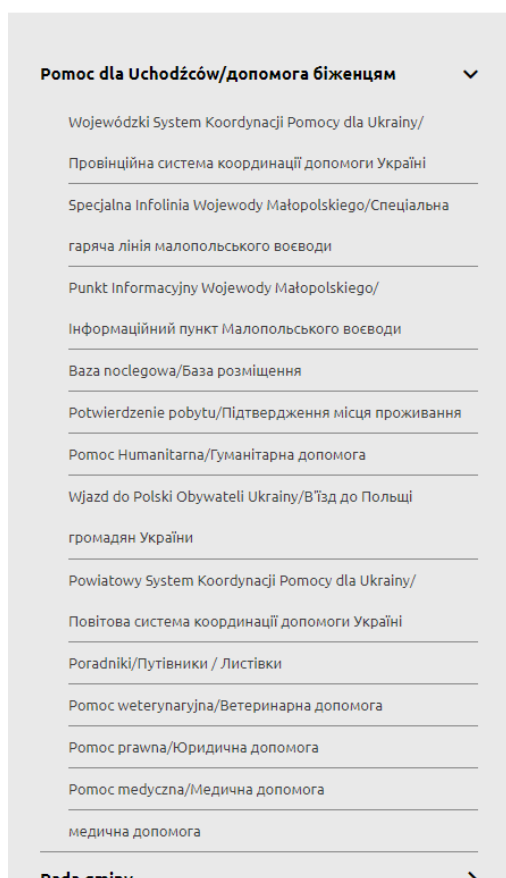 Pomoc dla Uchodźców/допомога біженцям
Wojewódzki System Koordynacji Pomocy dla Ukrainy/
Провінційна система координації допомоги Україні
Specjalna Infolinia Wojewody Małopolskiego/Спеціальна
гаряча лінія малопольського воєводи
Punkt Informacyjny Wojewody Małopolskiego/
Інформаційний пункт Малопольського воєводи
Baza noclegowa/База розміщення
Potwierdzenie pobytu/Підтвердження місця проживання
Pomoc Humanitarna/Гуманітарна допомога
Wjazd do Polski Obywateli Ukrainy/В'їзд до Польщі
громадян України
Powiatowy System Koordynacji Pomocy dla Ukrainy/
Повітова система координації допомоги Україні
Poradniki/Путівники / Листівки
Pomoc weterynaryjna/Ветеринарна допомога
Pomoc prawna/Юридична допомога
Pomoc medyczna/Медична допомога
медична допомога
Rada gminy